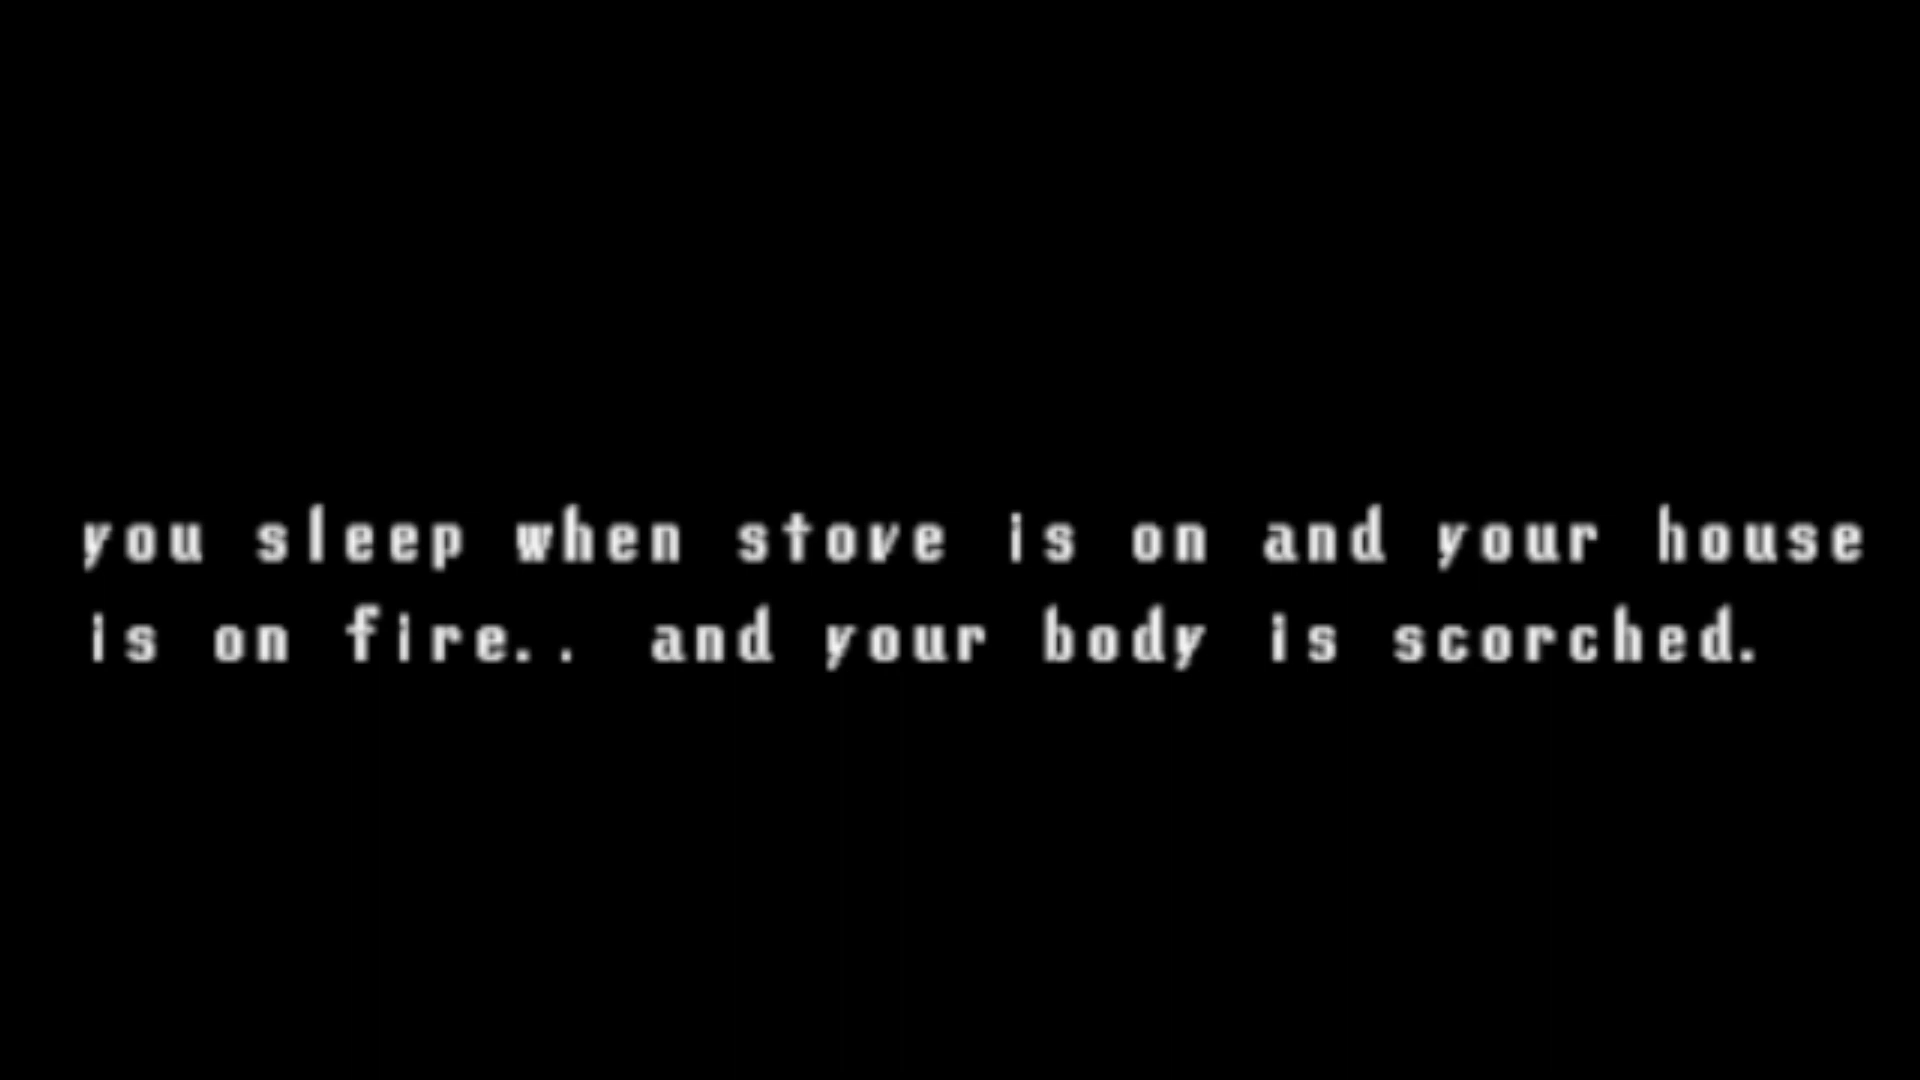 you sleep when stove is on and your house
is on fire.. and your body is scorched.